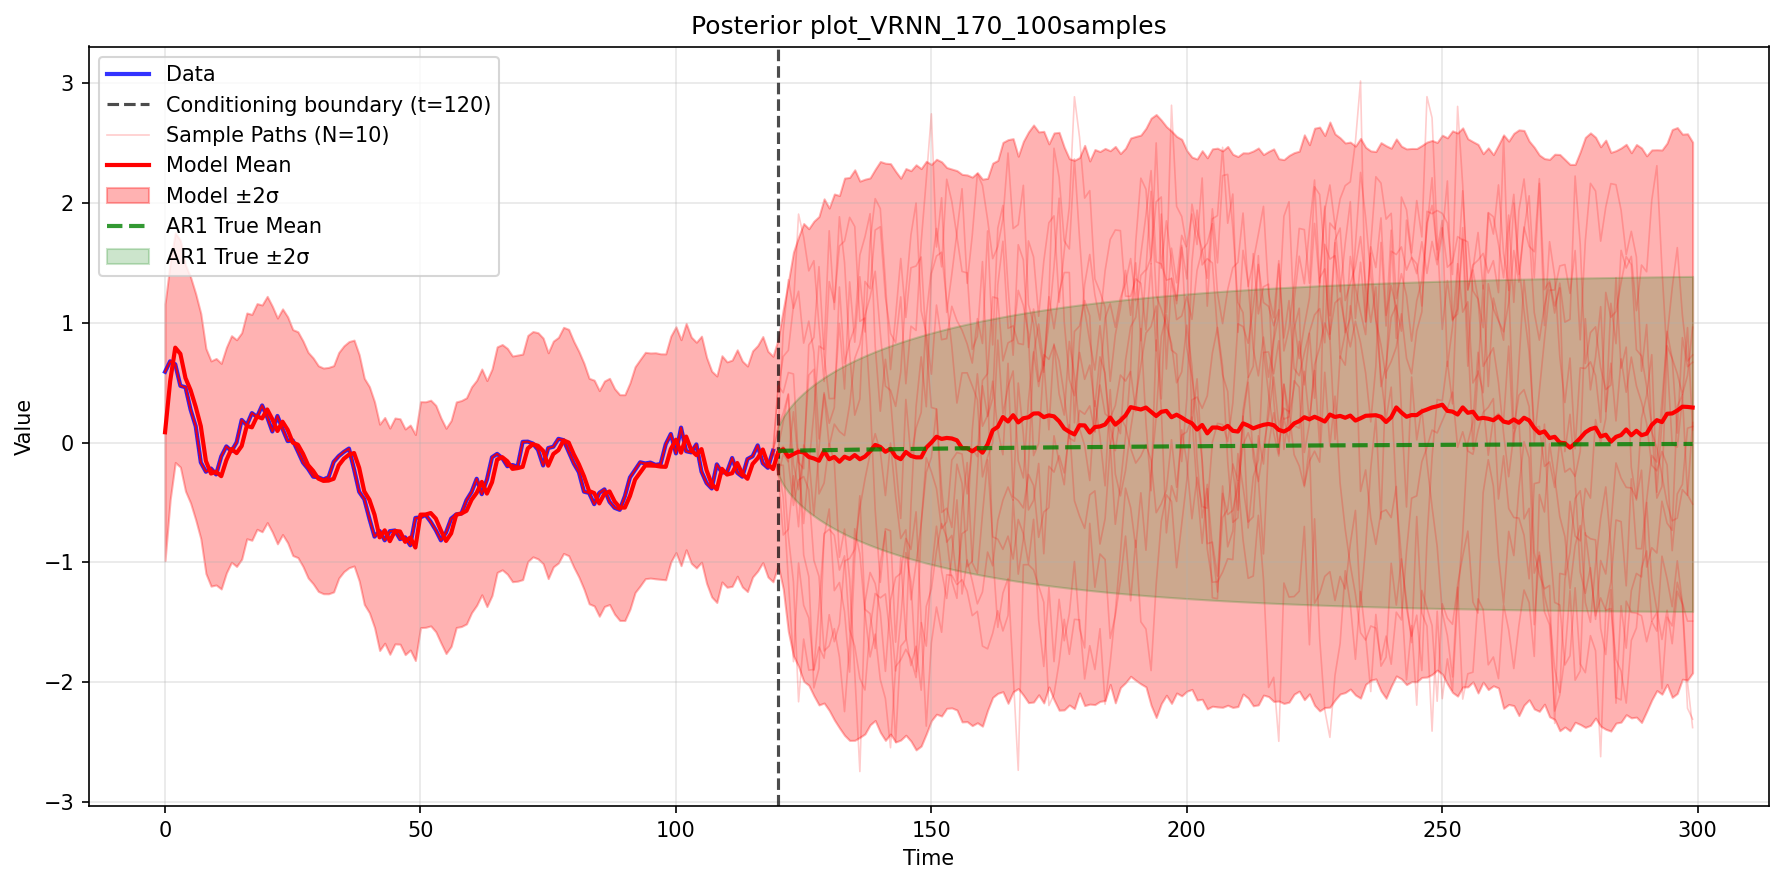 Posterior plot_VRNN_170_100samples
Data
Conditioning boundary (t=120)
Sample Paths (N=10)
Model Mean
Model ±2σ
AR1 True Mean
AR1 True ±2σ
Value
3
2
1
0
−1
−2
−3
0
50
100
150
200
250
300
Time